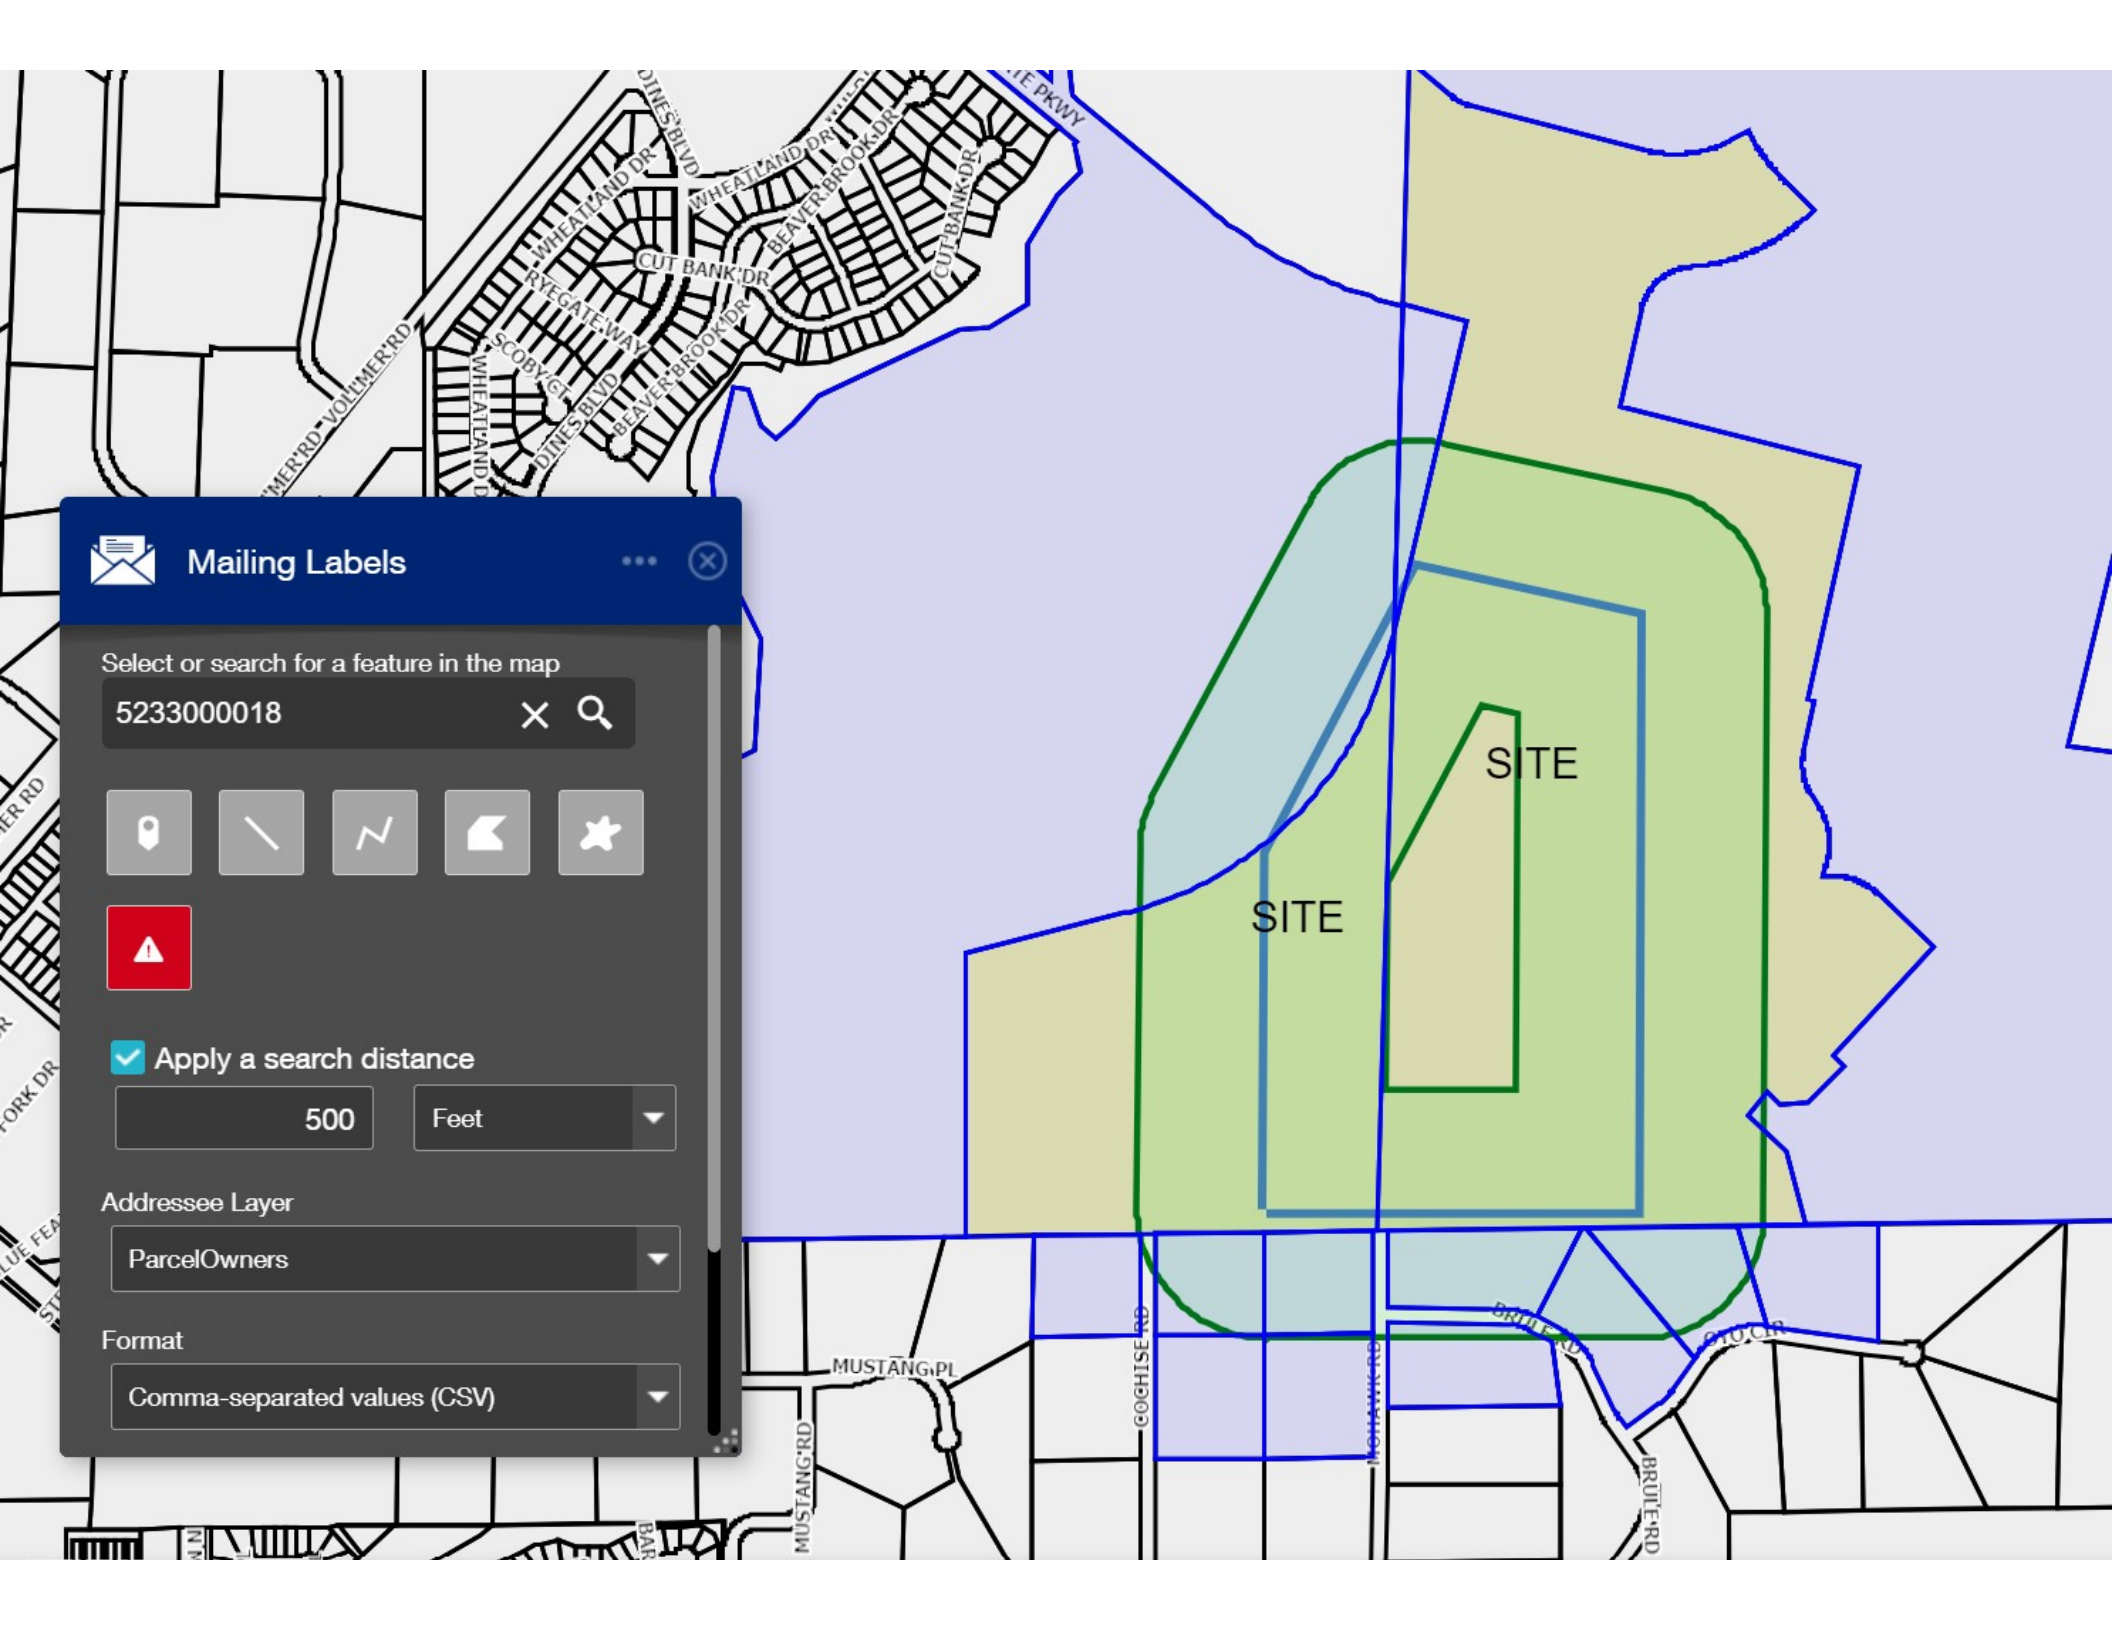 DINES BLVD
WHEATLAND DR
WHEATLAND DR
BEAVER BROOK DR
CUT BANK DR
CUT BANK DR
RYEGATE WAY
SCOBY CT
BEAVER BROOK DR
DINES BLVD
VOLLMER RD
Mailing Labels
Select or search for a feature in the map
5233000018
Apply a search distance
500 Feet
Addressee Layer
ParcelOwners
Format
Comma-separated values (CSV)
SITE
SITE
FORK DR
MUSTANG PL
MUSTANG RD
COCHISE RD
MOHAWK RD
BRULE RD
OTO CIR
BRULE RD